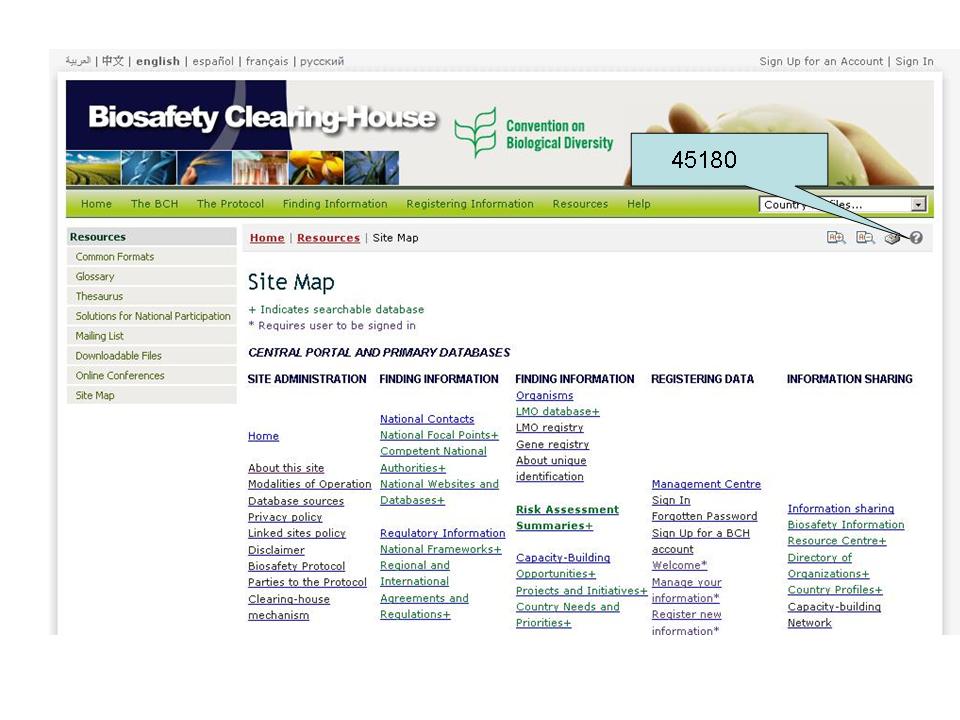 العربية | 中文 | english | español | français | русский
Sign Up for an Account | Sign In
Biosafety Clearing-House
Convention on
Biological Diversity
45180
Home The BCH The Protocol Finding Information Registering Information Resources Help
Resources
Common Formats
Glossary
Thesaurus
Solutions for National Participation
Mailing List
Downloadable Files
Online Conferences
Site Map
Home | Resources | Site Map
Site Map
+ Indicates searchable database
* Requires user to be signed in
CENTRAL PORTAL AND PRIMARY DATABASES
SITE ADMINISTRATION
Home
About this site
Modalities of Operation
Database sources
Privacy policy
Linked sites policy
Disclaimer
Biosafety Protocol
Parties to the Protocol
Clearing-house
mechanism
FINDING INFORMATION
National Contacts
National Focal Points+
Competent National
Authorities+
National Websites and
Databases+
Regulatory Information
National Frameworks+
Regional and
International
Agreements and
Regulations+
FINDING INFORMATION
Organisms
LMO database+
LMO registry
Gene registry
About unique
identification
Risk Assessment
Summaries+
Capacity-Building
Opportunities+
Projects and Initiatives+
Country Needs and
Priorities+
REGISTERING DATA
Management Centre
Sign In
Forgotten Password
Sign Up for a BCH
account
Welcome*
Manage your
information*
Register new
information*
INFORMATION SHARING
Information sharing
Biosafety Information
Resource Centre+
Directory of
Organizations+
Country Profiles+
Capacity-building
Network